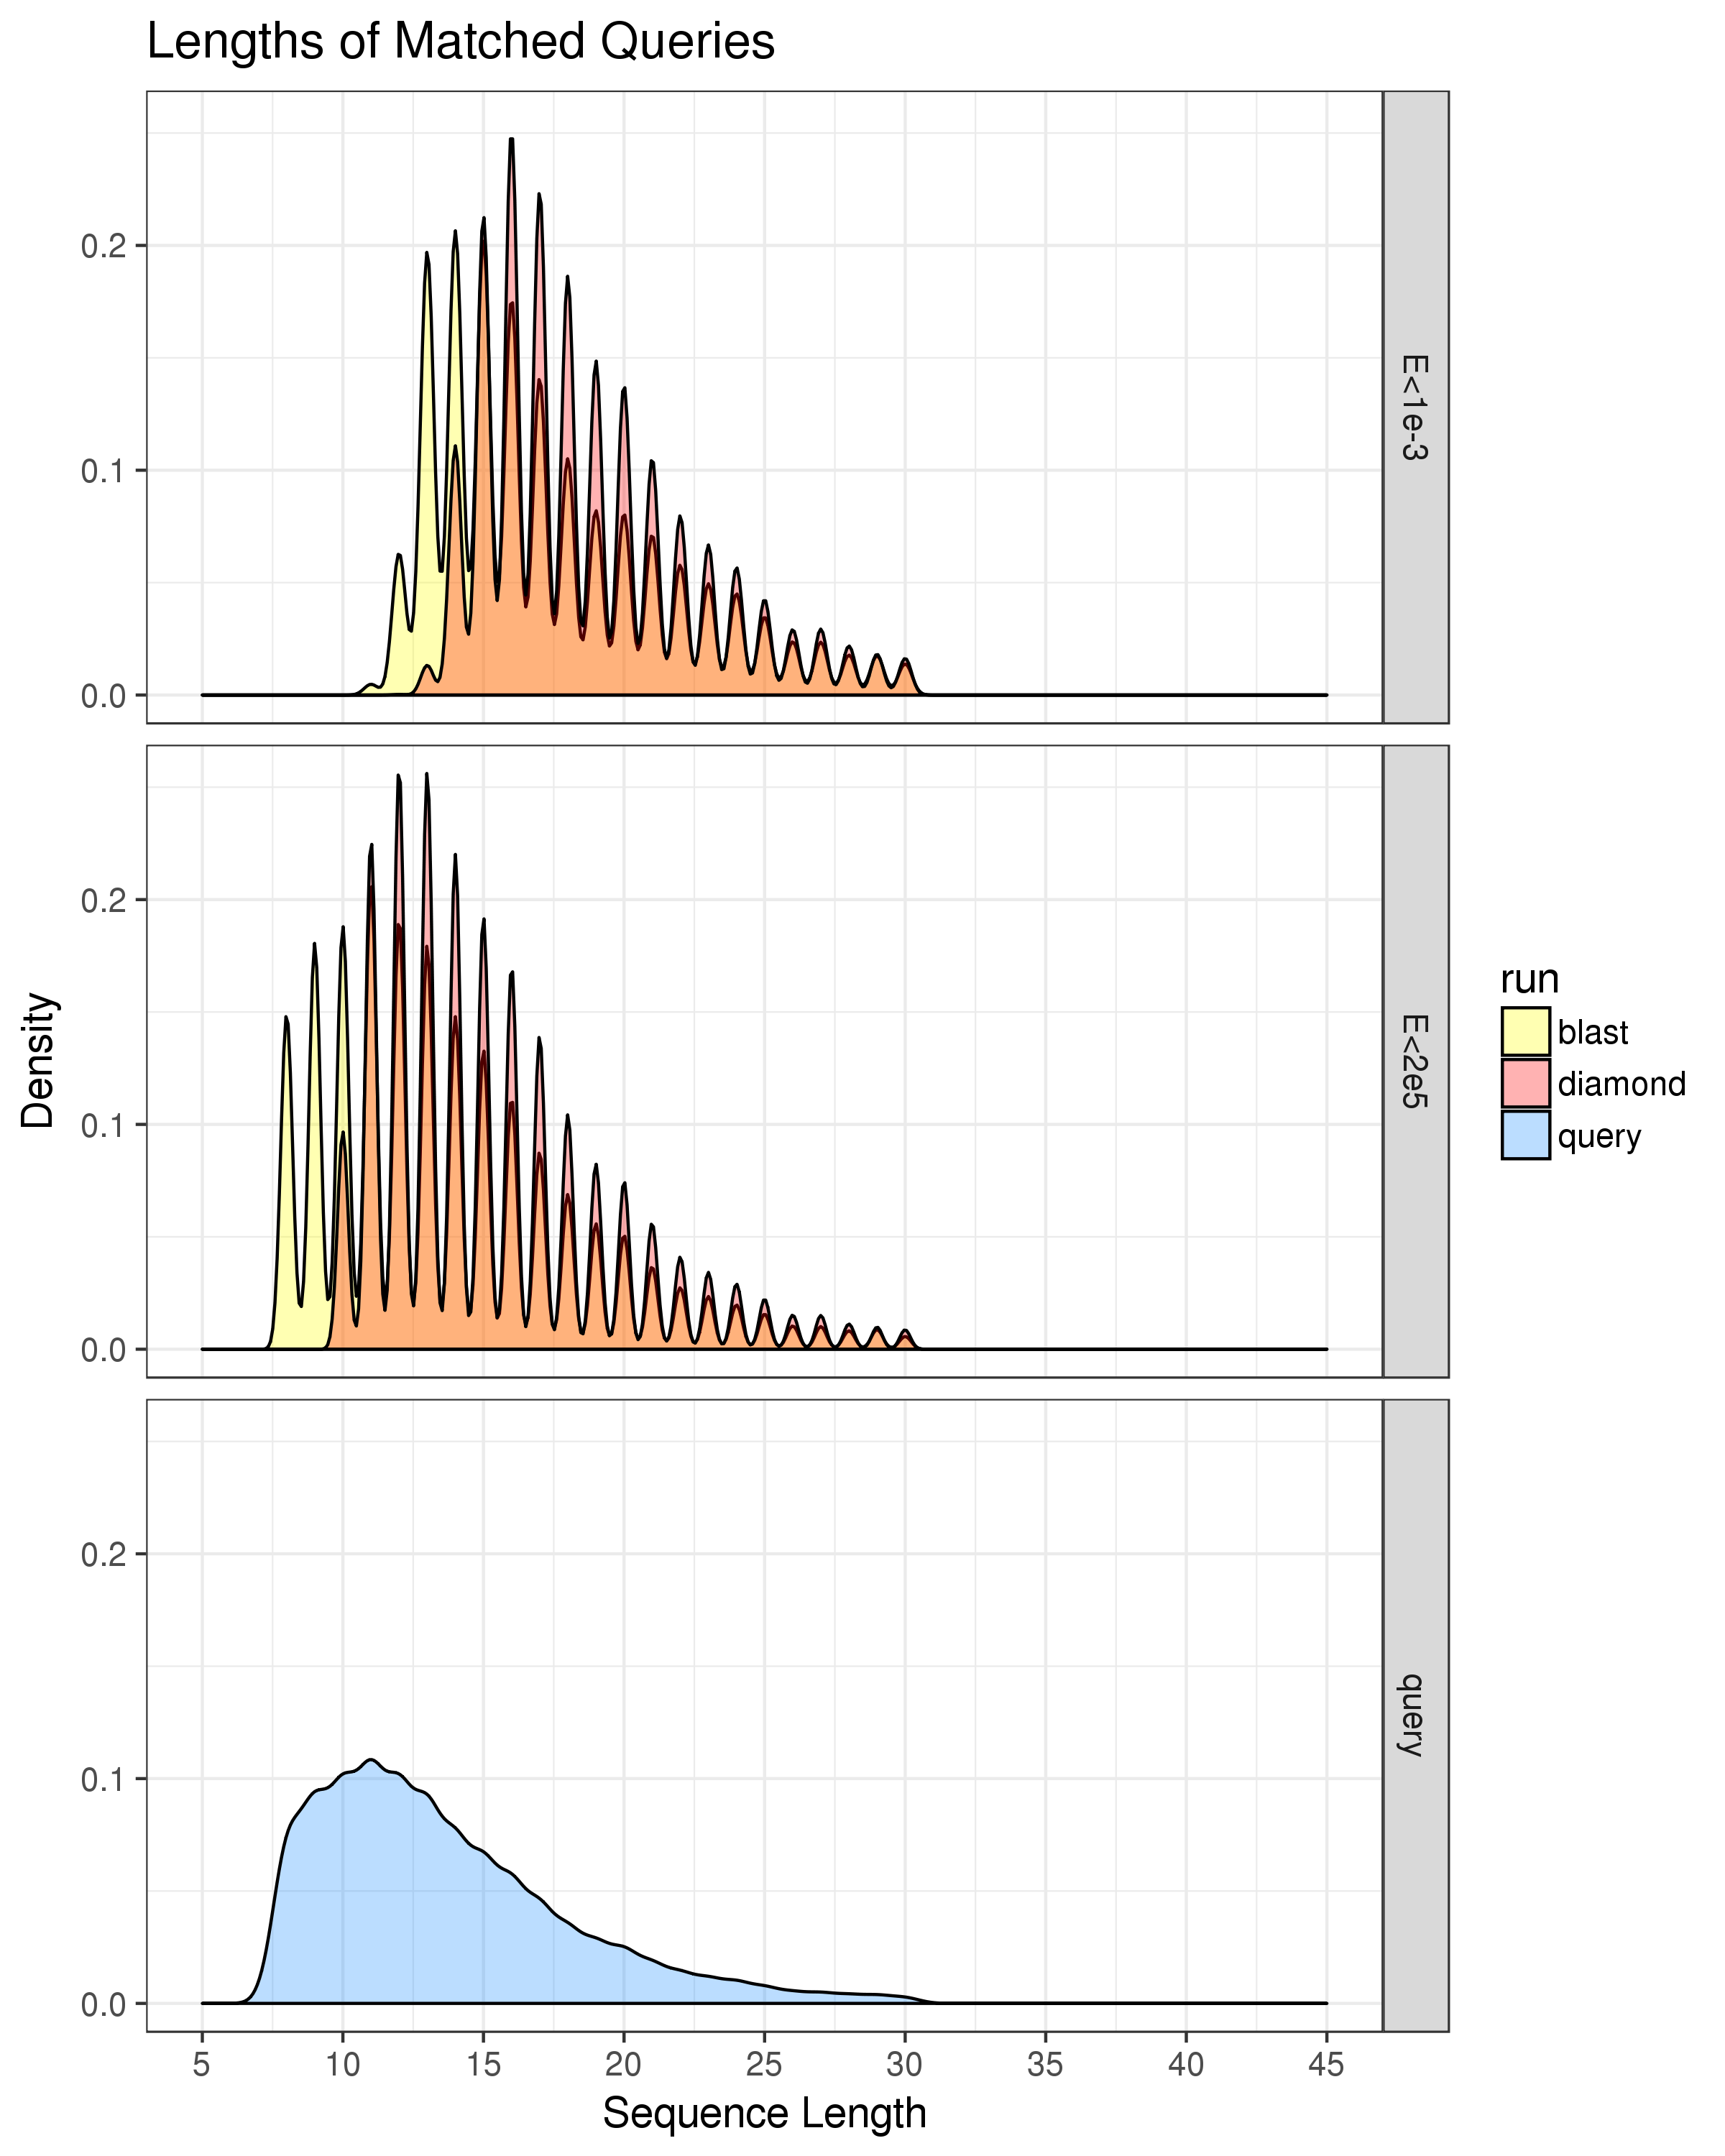 Lengths of Matched Queries
0.2
0.1
0.0
E<1e-3
0.2
0.1
0.0
E<2e5
0.2
0.1
0.0
query
Density
5 10 15 20 25 30 35 40 45
Sequence Length
run
blast
diamond
query